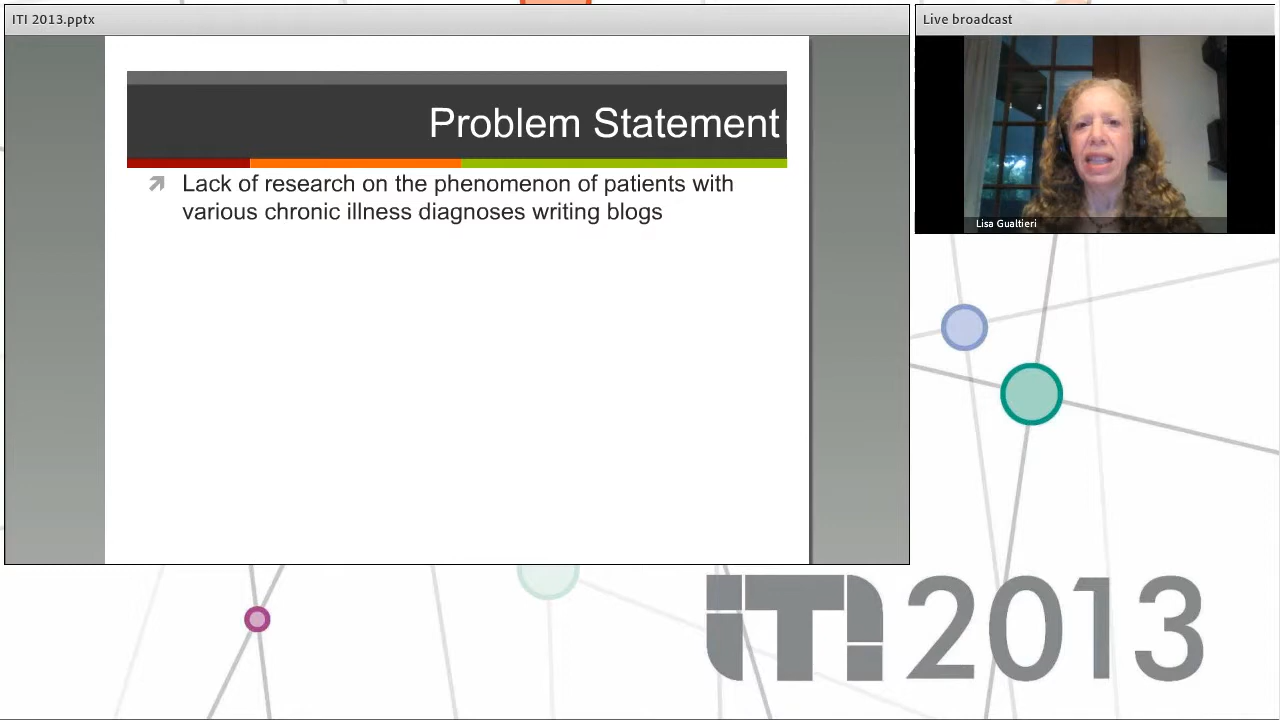 ITI 2013.pptx
Live broadcast
Problem Statement
Lack of research on the phenomenon of patients with
various chronic illness diagnoses writing blogs
Lisa Gualtieri
ITI 2013